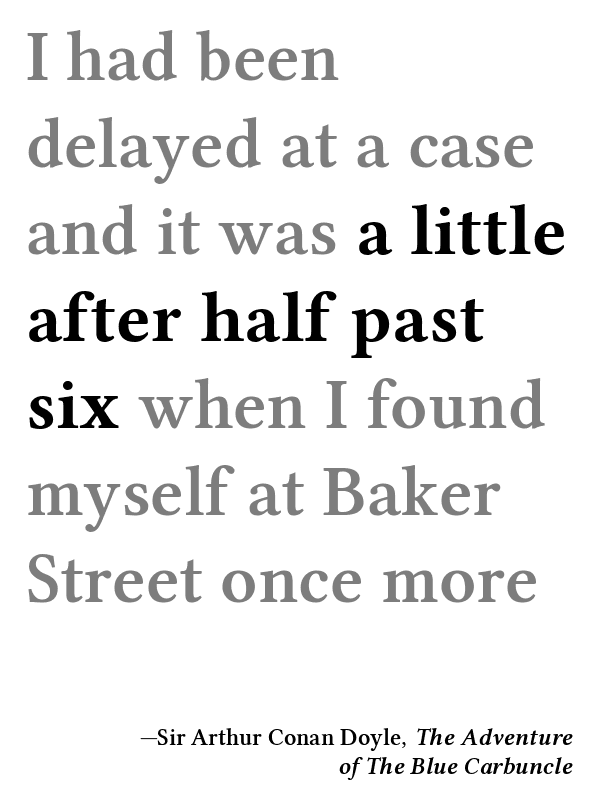 I had been
delayed at a case
and it was a little
after half past
six when I found
myself at Baker
Street once more
—Sir Arthur Conan Doyle, The Adventure
of The Blue Carbuncle